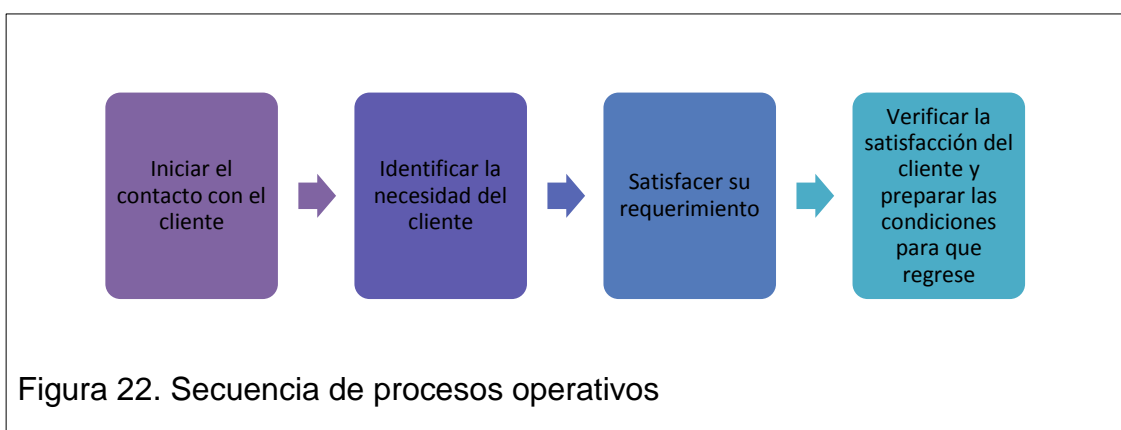 Iniciar el
contacto con el
cliente
Identificar la
necesidad del
cliente
Satisfacer su
requerimiento
Verificar la
satisfacción del
cliente y
preparar las
condiciones
para que
regrese
Figura 22. Secuencia de procesos operativos